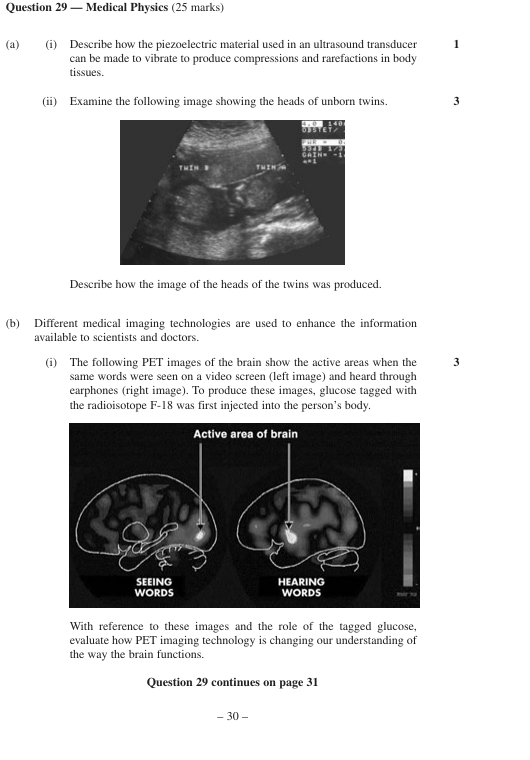 Question 29 — Medical Physics (25 marks)
(a) (i) Describe how the piezoelectric material used in an ultrasound transducer 1
can be made to vibrate to produce compressions and rarefactions in body
tissues.
(ii) Examine the following image showing the heads of unborn twins. 3
OBSTET/
TWIN B TWIN A
Describe how the image of the heads of the twins was produced.
(b) Different medical imaging technologies are used to enhance the information
available to scientists and doctors.
(i) The following PET images of the brain show the active areas when the 3
same words were seen on a video screen (left image) and heard through
earphones (right image). To produce these images, glucose tagged with
the radioisotope F-18 was first injected into the person's body.
Active area of brain
SEEING HEARING
WORDS WORDS
With reference to these images and the role of the tagged glucose,
evaluate how PET imaging technology is changing our understanding of
the way the brain functions.
Question 29 continues on page 31
– 30 –